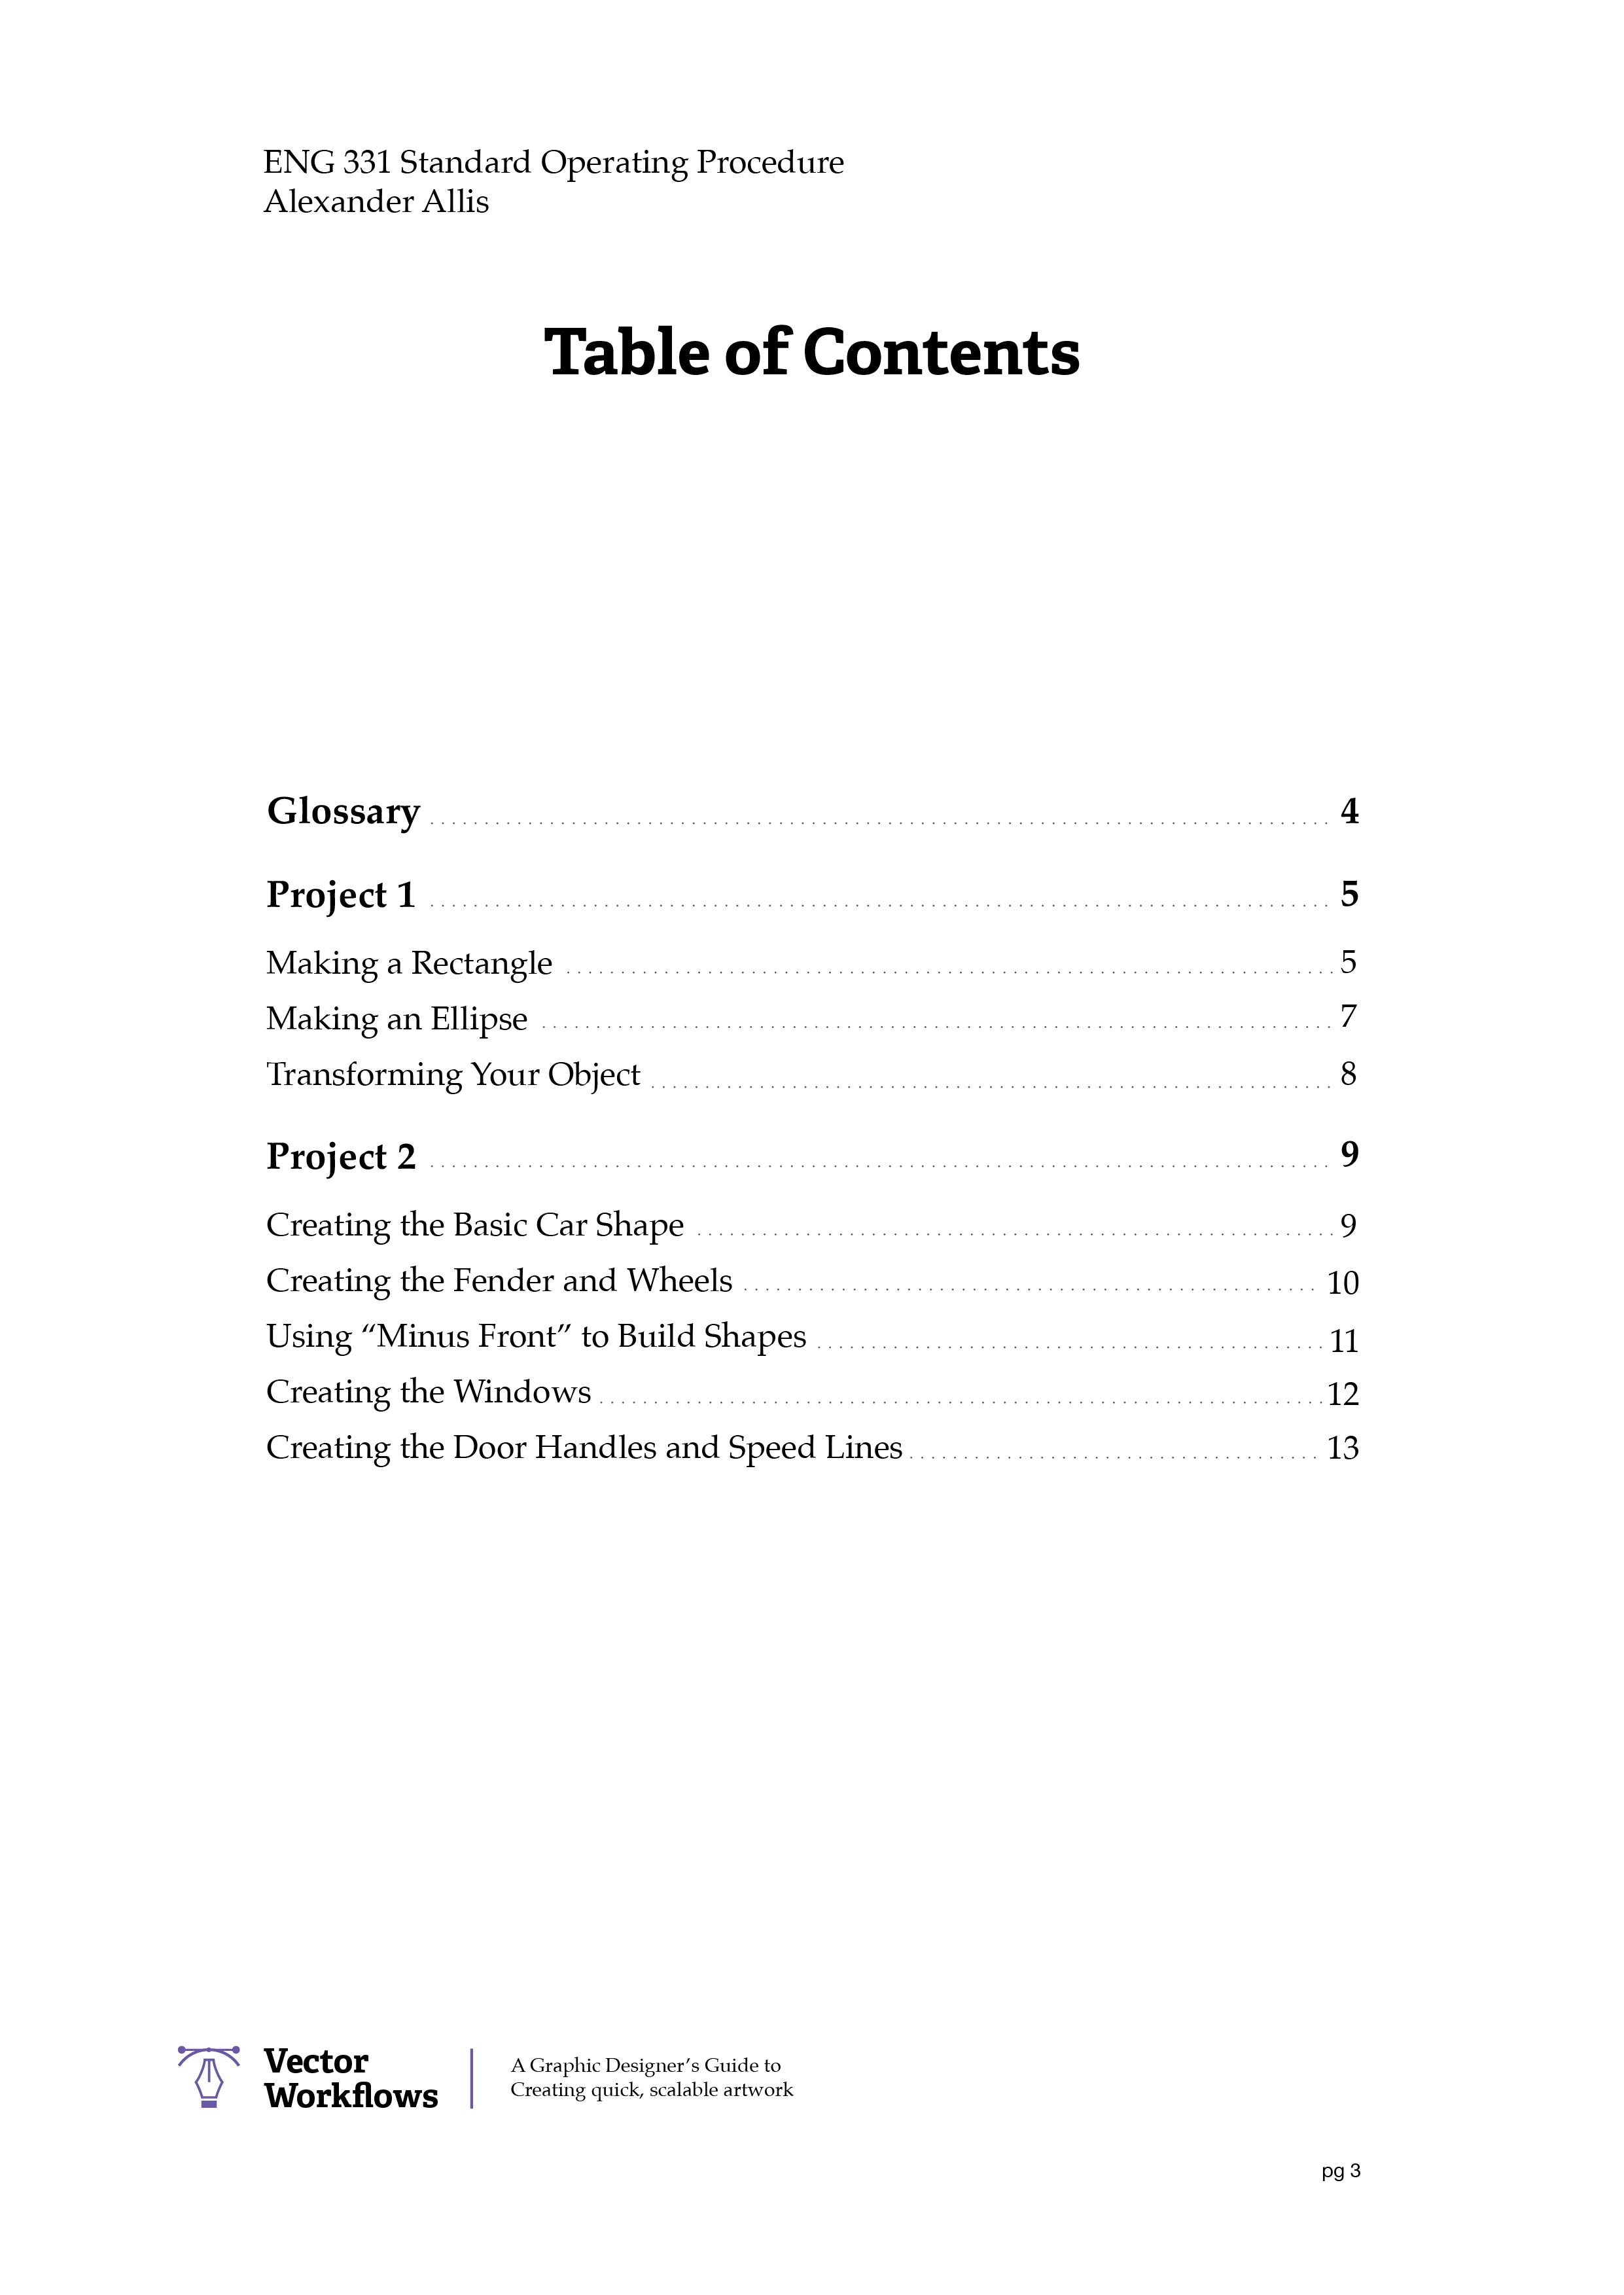 ENG 331 Standard Operating Procedure
Alexander Allis
Table of Contents
Glossary 4
Project 1 5
Making a Rectangle 5
Making an Ellipse 7
Transforming Your Object 8
Project 2 9
Creating the Basic Car Shape 9
Creating the Fender and Wheels 10
Using “Minus Front” to Build Shapes 11
Creating the Windows 12
Creating the Door Handles and Speed Lines 13
Vector
Workflows
A Graphic Designer’s Guide to
Creating quick, scalable artwork
pg 3